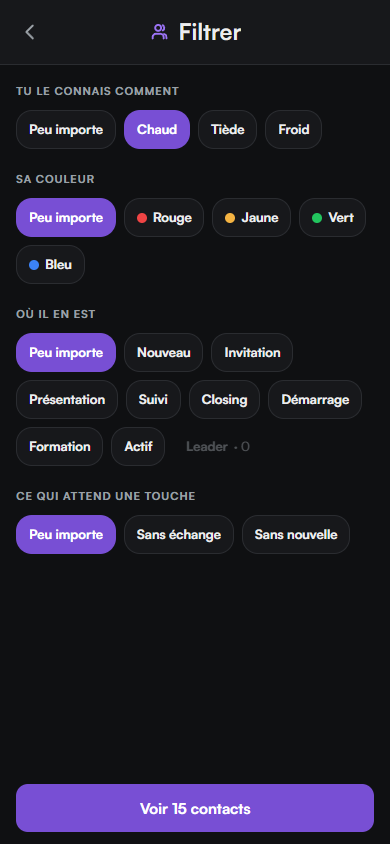 Filtrer
TU LE CONNAIS COMMENT
Peu importe Chaud Tiède Froid
SA COULEUR
Peu importe Rouge Jaune Vert
Bleu
OÙ IL EN EST
Peu importe Nouveau Invitation
Présentation Suivi Closing Démarrage
Formation Actif Leader · 0
CE QUI ATTEND UNE TOUCHE
Peu importe Sans échange Sans nouvelle
Voir 15 contacts